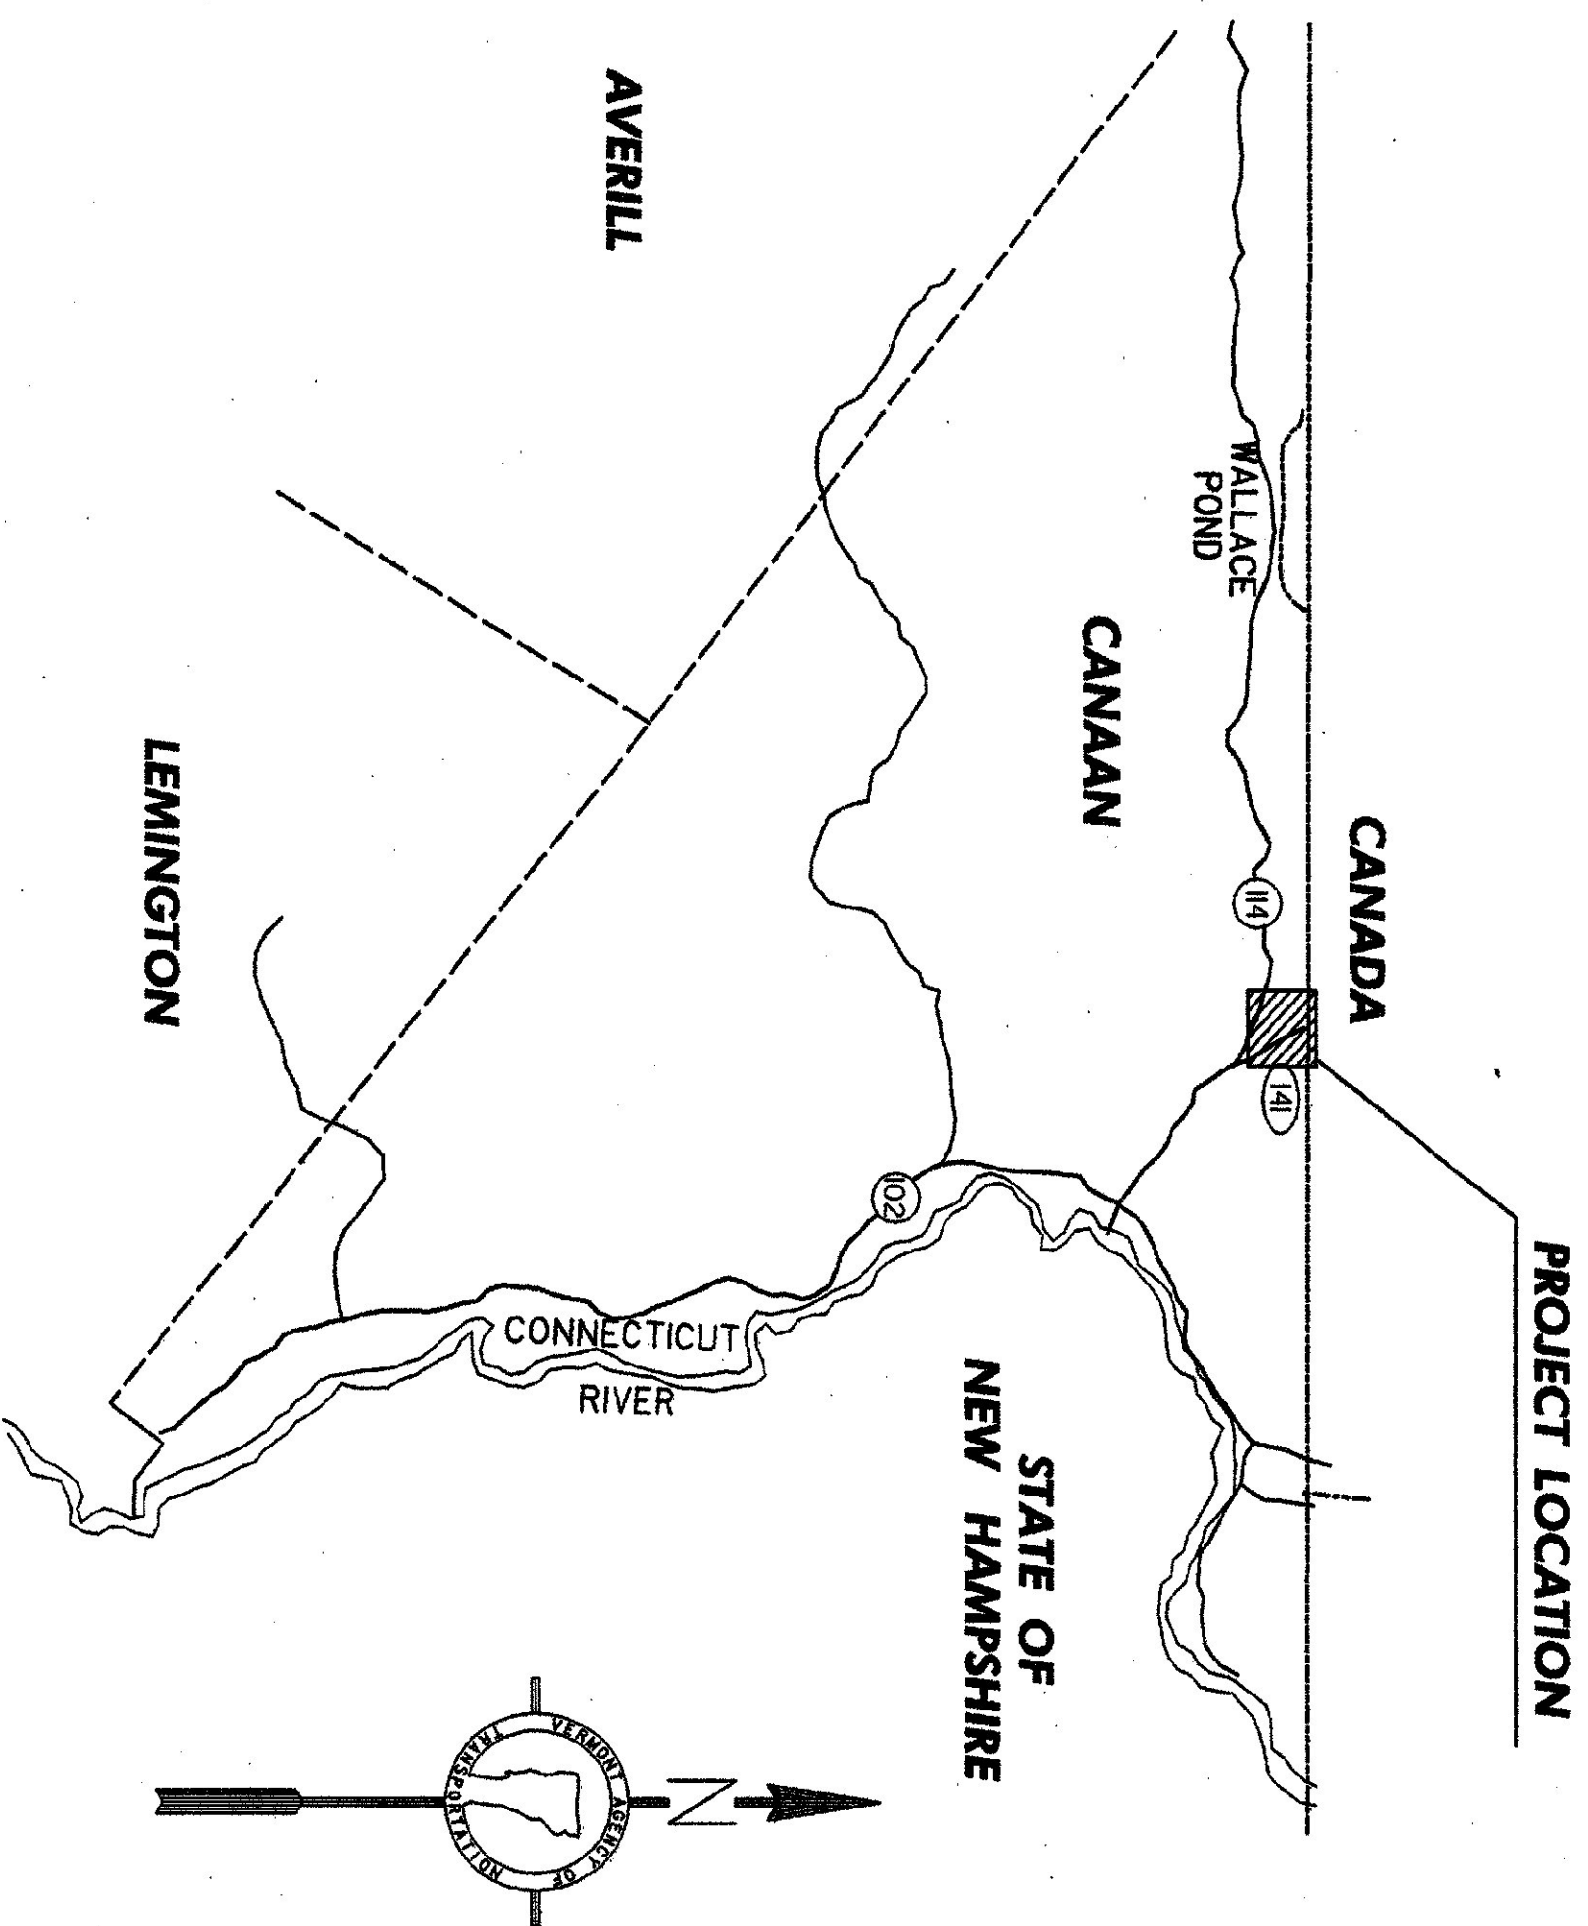 PROJECT LOCATION
CANADA
114
141
WALLACE
POND
CANAAN
STATE OF
NEW HAMPSHIRE
102
AVERILL
CONNECTICUT
RIVER
LEMINGTON
N
VERMONT AGENCY OF
TRANSPORTATION